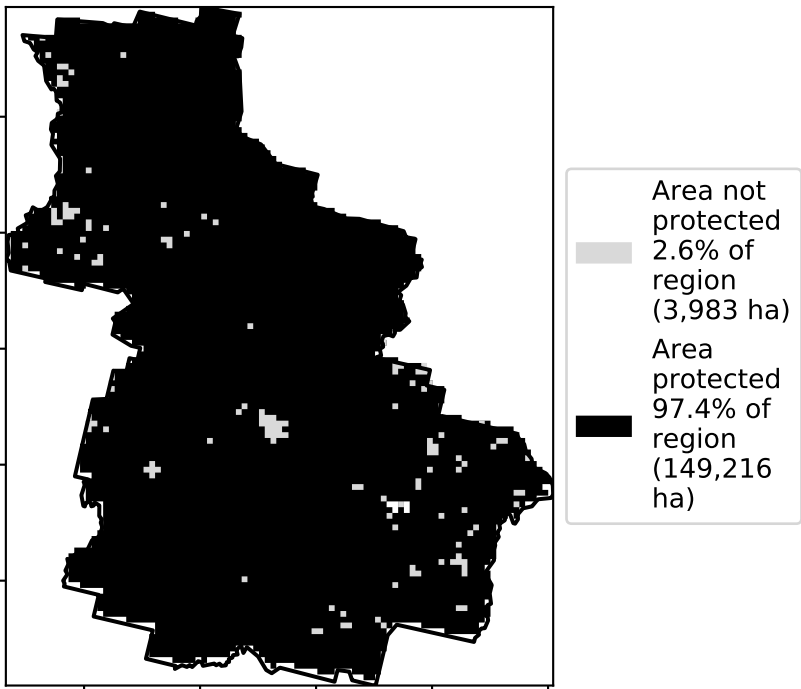 Area not
protected
2.6% of
region
(3,983 ha)
Area
protected
97.4% of
region
(149,216
ha)